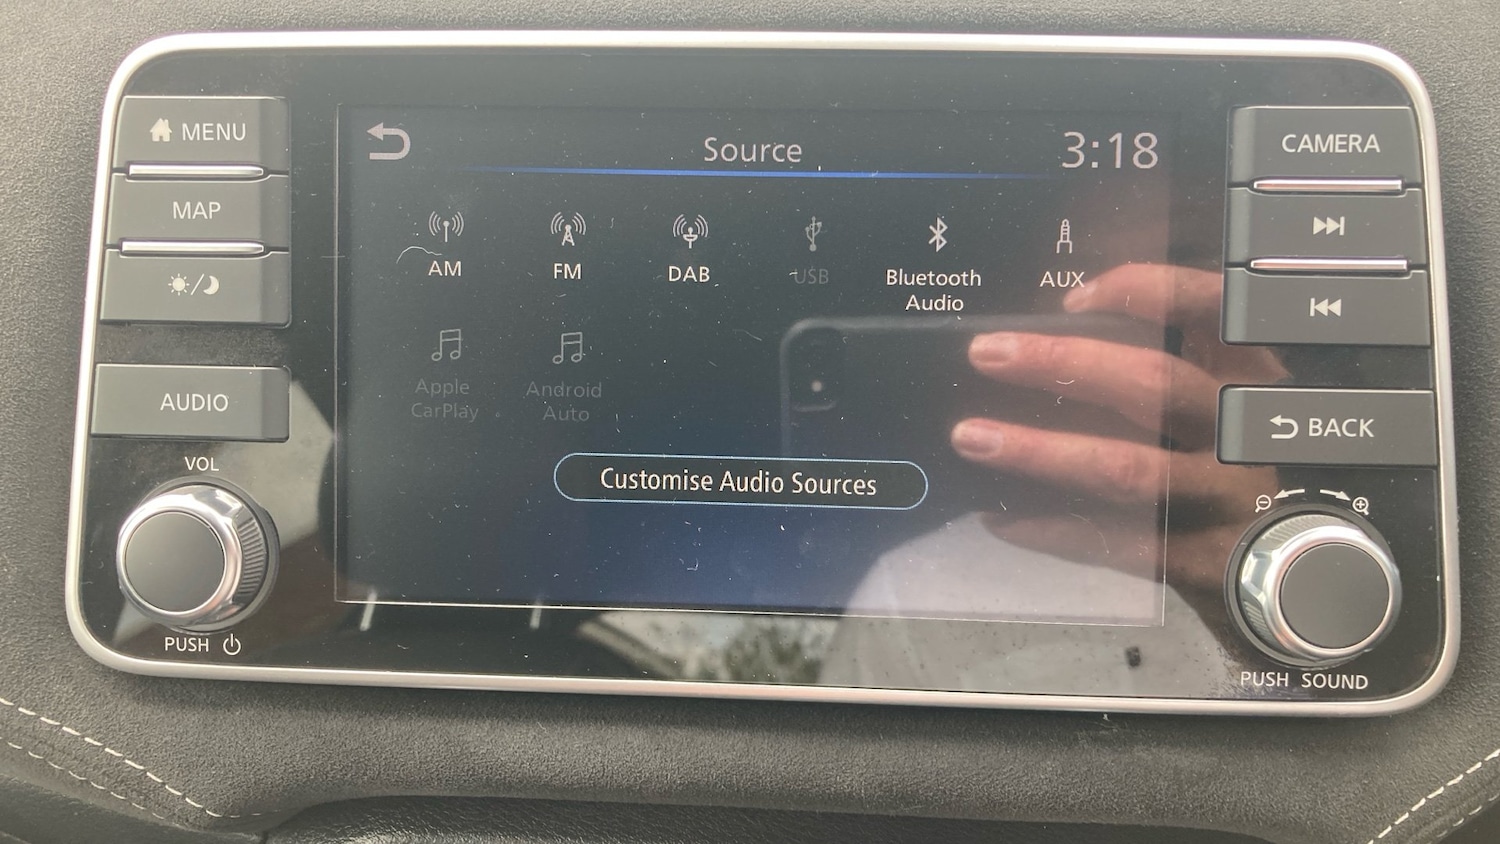 MENU
MAP
AUDIO
VOL
PUSH
Source
3:18
AM
FM
DAB
USB
Bluetooth
Audio
AUX
Apple
CarPlay
Android
Auto
Customise Audio Sources
CAMERA
BACK
PUSH SOUND